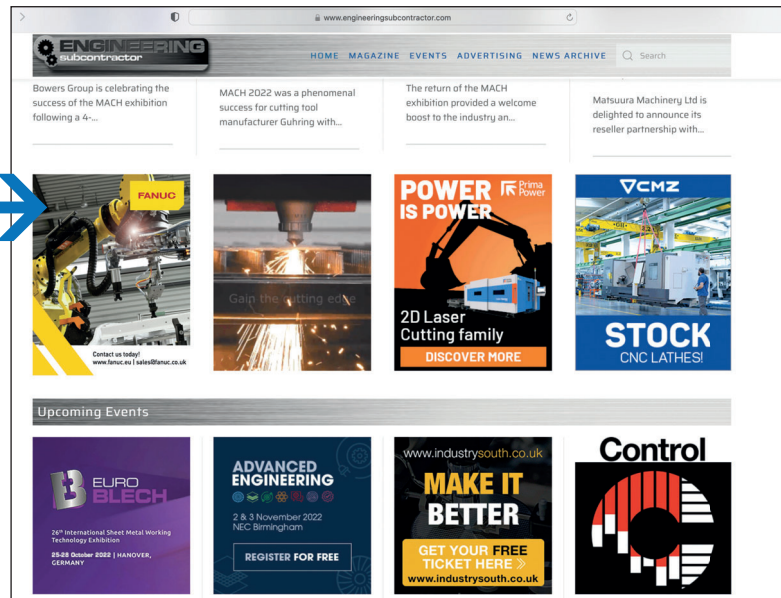 www.engineeringsubcontractor.com
ENGINEERING
subcontractor
HOME MAGAZINE EVENTS ADVERTISING NEWS ARCHIVE Search
Bowers Group is celebrating the
success of the MACH exhibition
following a 4-...
MACH 2022 was a phenomenal
success for cutting tool
manufacturer Guhring with...
The return of the MACH
exhibition provided a welcome
boost to the industry an...
Matsuura Machinery Ltd is
delighted to announce its
reseller partnership with...
FANUC
Contact us today!
www.fanuc.eu | sales@fanuc.co.uk
Gain the cutting edge
POWER
IS POWER
Prima
Power
2D Laser
Cutting family
DISCOVER MORE
CMZ
STOCK
CNC LATHES!
Upcoming Events
EURO
BLECH
26th International Sheet Metal Working
Technology Exhibition
25-28 October 2022 | HANOVER,
GERMANY
ADVANCED
ENGINEERING
2 & 3 November 2022
NEC Birmingham
REGISTER FOR FREE
www.industrysouth.co.uk
MAKE IT
BETTER
GET YOUR FREE
TICKET HERE »
www.industrysouth.co.uk
Control